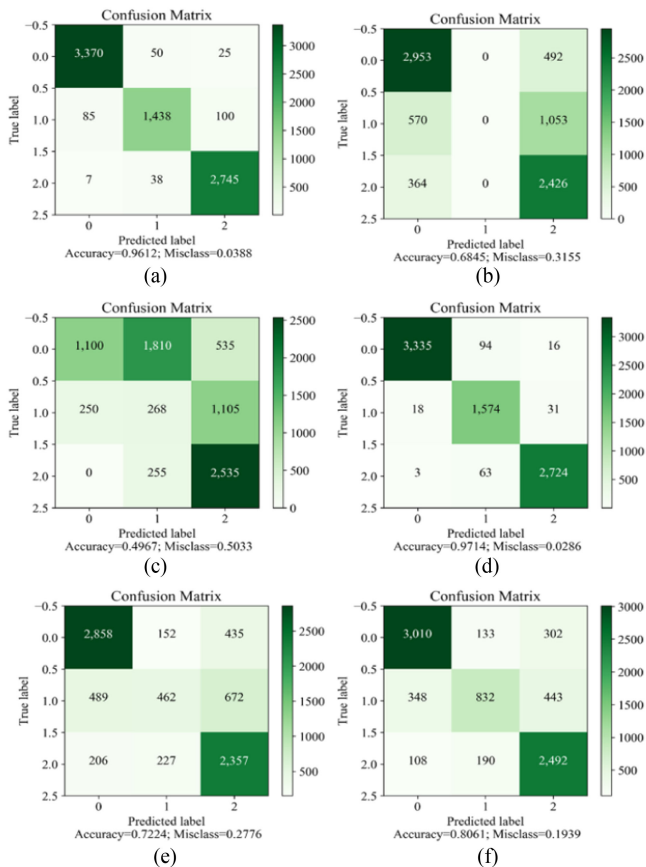 Confusion Matrix
−0.5
0.0
0.5
1.0
1.5
2.0
2.5
True label
3,370 50 25
85 1,438 100
7 38 2,745
0 1 2
Predicted label
Accuracy=0.9612; Misclass=0.0388
3000
2500
2000
1500
1000
500
(a)
Confusion Matrix
−0.5
0.0
0.5
1.0
1.5
2.0
2.5
True label
2,953 0 492
570 0 1,053
364 0 2,426
0 1 2
Predicted label
Accuracy=0.6845; Misclass=0.3155
2500
2000
1500
1000
500
0
(b)
Confusion Matrix
−0.5
0.0
0.5
1.0
1.5
2.0
2.5
True label
1,100 1,810 535
250 268 1,105
0 255 2,535
0 1 2
Predicted label
Accuracy=0.4967; Misclass=0.5033
2500
2000
1500
1000
500
0
(c)
Confusion Matrix
−0.5
0.0
0.5
1.0
1.5
2.0
2.5
True label
3,335 94 16
18 1,574 31
3 63 2,724
0 1 2
Predicted label
Accuracy=0.9714; Misclass=0.0286
3000
2500
2000
1500
1000
500
(d)
Confusion Matrix
−0.5
0.0
0.5
1.0
1.5
2.0
2.5
True label
2,858 152 435
489 462 672
206 227 2,357
0 1 2
Predicted label
Accuracy=0.7224; Misclass=0.2776
2500
2000
1500
1000
500
(e)
Confusion Matrix
−0.5
0.0
0.5
1.0
1.5
2.0
2.5
True label
3,010 133 302
348 832 443
108 190 2,492
0 1 2
Predicted label
Accuracy=0.8061; Misclass=0.1939
3000
2500
2000
1500
1000
500
(f)